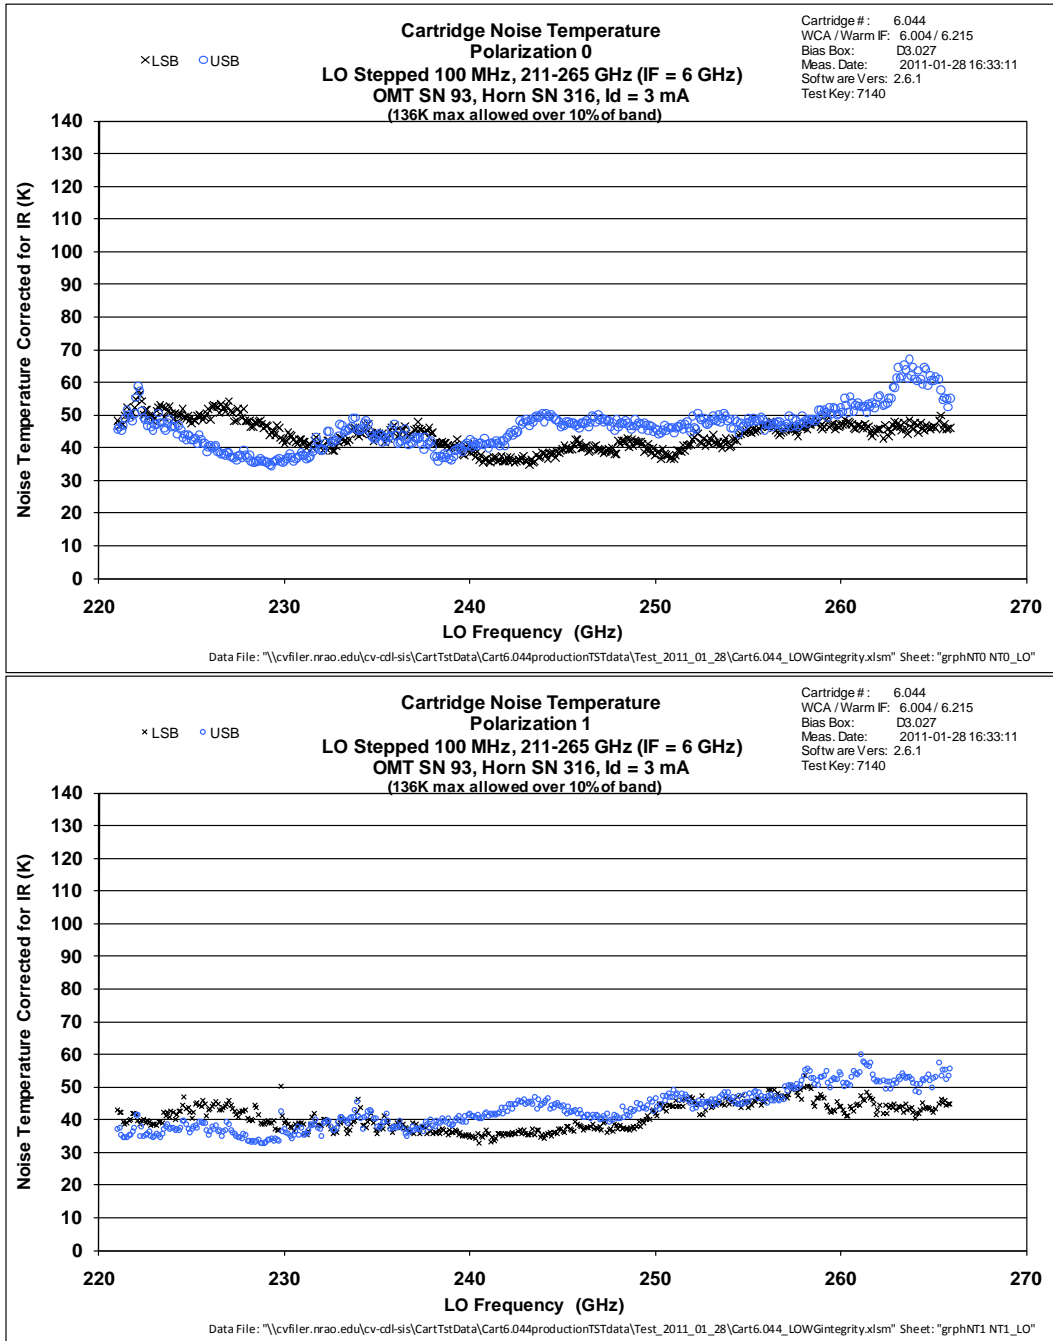 Cartridge Noise Temperature
Polarization 0
LO Stepped 100 MHz, 211-265 GHz (IF = 6 GHz)
OMT SN 93, Horn SN 316, Id = 3 mA
(136K max allowed over 10% of band)
LSB USB
Cartridge # : 6.044
WCA / Warm IF: 6.004 / 6.215
Bias Box: D3.027
Meas. Date: 2011-01-28 16:33:11
Software Vers: 2.6.1
Test Key: 7140
Noise Temperature Corrected for IR (K)
140
130
120
110
100
90
80
70
60
50
40
30
20
10
0
220 230 240 250 260 270
LO Frequency (GHz)
Data File: "\\cvfiler.nrao.edu\cv-cdl-sis\CartTstData\Cart6.044productionTSTdata\Test_2011_01_28\Cart6.044_LOWGintegrity.xlsm" Sheet: "grphNT0 NT0_LO"
Cartridge Noise Temperature
Polarization 1
LO Stepped 100 MHz, 211-265 GHz (IF = 6 GHz)
OMT SN 93, Horn SN 316, Id = 3 mA
(136K max allowed over 10% of band)
LSB USB
Cartridge # : 6.044
WCA / Warm IF: 6.004 / 6.215
Bias Box: D3.027
Meas. Date: 2011-01-28 16:33:11
Software Vers: 2.6.1
Test Key: 7140
Noise Temperature Corrected for IR (K)
140
130
120
110
100
90
80
70
60
50
40
30
20
10
0
220 230 240 250 260 270
LO Frequency (GHz)
Data File: "\\cvfiler.nrao.edu\cv-cdl-sis\CartTstData\Cart6.044productionTSTdata\Test_2011_01_28\Cart6.044_LOWGintegrity.xlsm" Sheet: "grphNT1 NT1_LO"